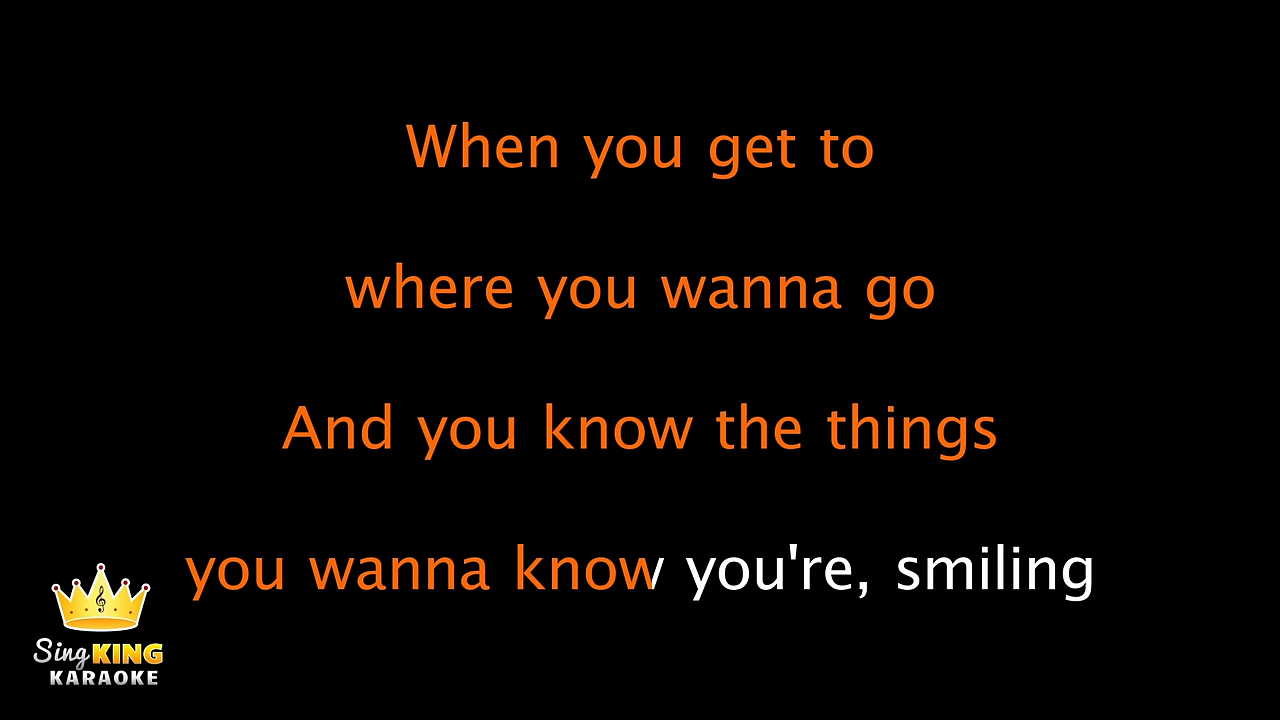 When you get to
where you wanna go
And you know the things
you wanna know you're, smiling
Sing KING
KARAOKE